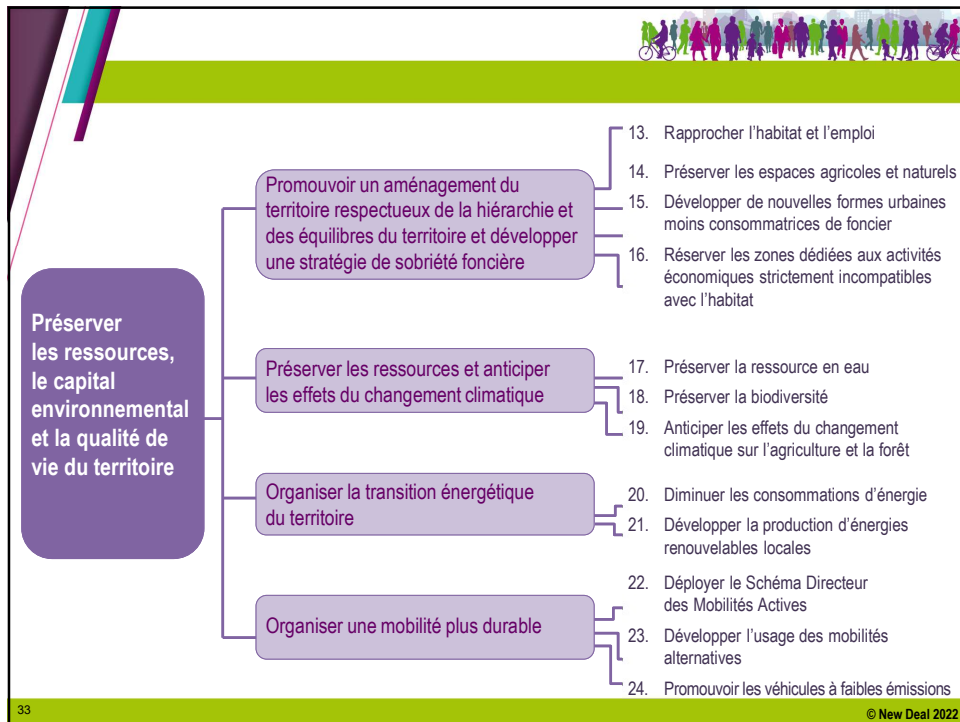 Préserver
les ressources,
le capital
environnemental
et la qualité de
vie du territoire
Promouvoir un aménagement du
territoire respectueux de la hiérarchie et
des équilibres du territoire et développer
une stratégie de sobriété foncière
13. Rapprocher l’habitat et l’emploi
14. Préserver les espaces agricoles et naturels
15. Développer de nouvelles formes urbaines
moins consommatrices de foncier
16. Réserver les zones dédiées aux activités
économiques strictement incompatibles
avec l’habitat
Préserver les ressources et anticiper
les effets du changement climatique
17. Préserver la ressource en eau
18. Préserver la biodiversité
19. Anticiper les effets du changement
climatique sur l’agriculture et la forêt
Organiser la transition énergétique
du territoire
20. Diminuer les consommations d’énergie
21. Développer la production d’énergies
renouvelables locales
Organiser une mobilité plus durable
22. Déployer le Schéma Directeur
des Mobilités Actives
23. Développer l’usage des mobilités
alternatives
24. Promouvoir les véhicules à faibles émissions
33
© New Deal 2022